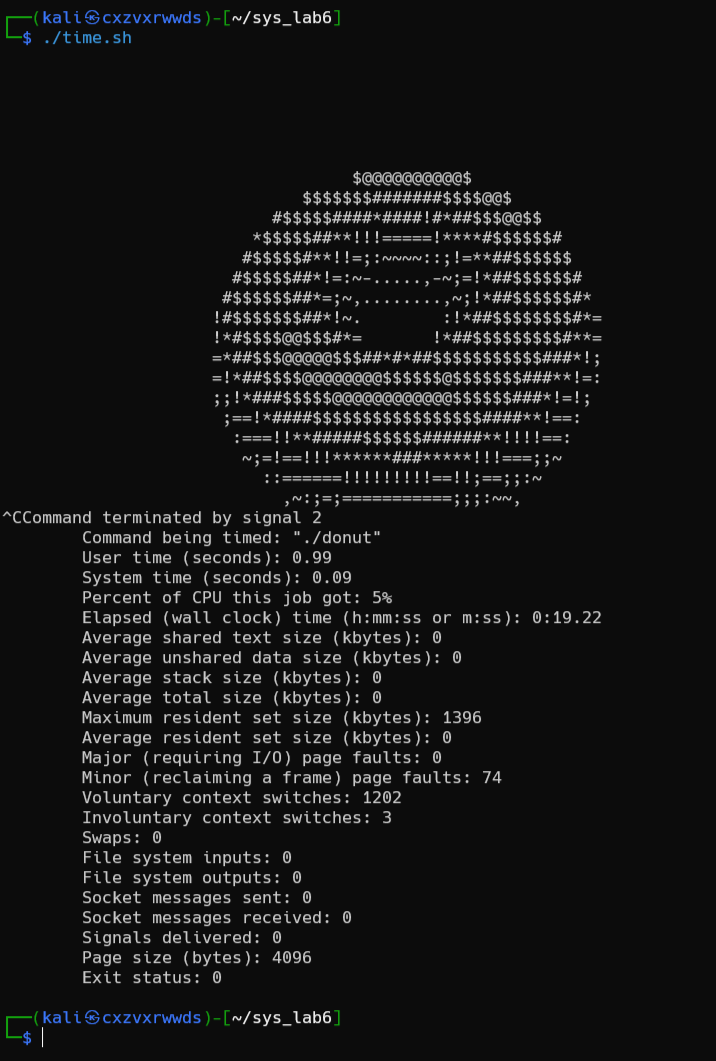 ┌──(kali㉿cxzvxrwwds)-[~/sys_lab6]
└─$ ./time.sh
                                   $@@@@@@@@@@$
                              $$$$$$$#######$$$$@@$
                           #$$$$$####*####!#*##$$$@@$$
                         *$$$$$##**!!!=====!****#$$$$$$#
                        #$$$$$#**!!=;:~~~~::;!=**##$$$$$$
                       #$$$$$##*!=:~-.....,-~;=!*##$$$$$$#
                      #$$$$$$##*=;~,........,~;!*##$$$$$$#*
                     !#$$$$$$$##*!~.        :!*##$$$$$$$$#*=
                     !*#$$$$@@$$$#*=       !*##$$$$$$$$$#**=
                     =*##$$$@@@@@$$$##*#*##$$$$$$$$$$$###*!;
                     =!*##$$$$@@@@@@@@$$$$$$@$$$$$$$###**!=:
                     ;;!*###$$$$$@@@@@@@@@@@@$$$$$$###*!=!;
                      ;==!*####$$$$$$$$$$$$$$$$$####**!==:
                       :===!!**#####$$$$$$######**!!!!==:
                        ~;=!==!!!******###*****!!!===;;~
                          ::======!!!!!!!!!==!!;==;;:~
                            ,~:;=;===========;;;:~~,
^CCommand terminated by signal 2
        Command being timed: "./donut"
        User time (seconds): 0.99
        System time (seconds): 0.09
        Percent of CPU this job got: 5%
        Elapsed (wall clock) time (h:mm:ss or m:ss): 0:19.22
        Average shared text size (kbytes): 0
        Average unshared data size (kbytes): 0
        Average stack size (kbytes): 0
        Average total size (kbytes): 0
        Maximum resident set size (kbytes): 1396
        Average resident set size (kbytes): 0
        Major (requiring I/O) page faults: 0
        Minor (reclaiming a frame) page faults: 74
        Voluntary context switches: 1202
        Involuntary context switches: 3
        Swaps: 0
        File system inputs: 0
        File system outputs: 0
        Socket messages sent: 0
        Socket messages received: 0
        Signals delivered: 0
        Page size (bytes): 4096
        Exit status: 0
┌──(kali㉿cxzvxrwwds)-[~/sys_lab6]
└─$